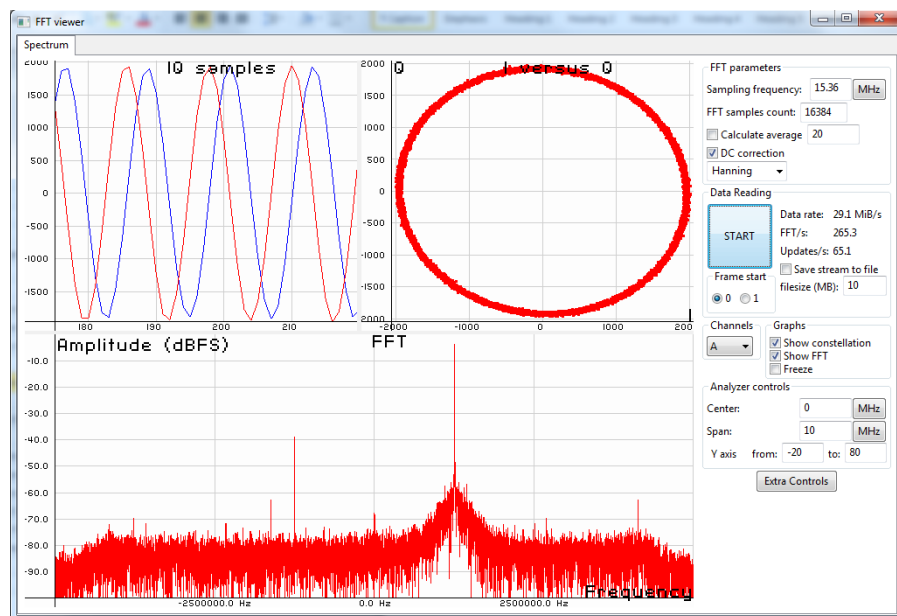 FFT viewer
Spectrum
IQ samples
2000
1500
1000
500
0
-500
-1000
-1500
180
190
200
210
Q
I versus Q
2000
1500
1000
500
0
-500
-1000
-1500
-2000
-2000
-1000
0
1000
200
I
Amplitude (dBFS)
FFT
-10.0
-20.0
-30.0
-40.0
-50.0
-60.0
-70.0
-80.0
-90.0
Frequency
-2500000.0 Hz
0.0 Hz
2500000.0 Hz
FFT parameters
Sampling frequency: 15.36 MHz
FFT samples count: 16384
Calculate average 20
DC correction
Hanning
Data Reading
START
Data rate: 29.1 MiB/s
FFT/s: 265.3
Updates/s: 65.1
Save stream to file
filesize (MB): 10
Frame start
0 1
Channels
A
Graphs
Show constellation
Show FFT
Freeze
Analyzer controls
Center: 0 MHz
Span: 10 MHz
Y axis from: -20 to: 80
Extra Controls